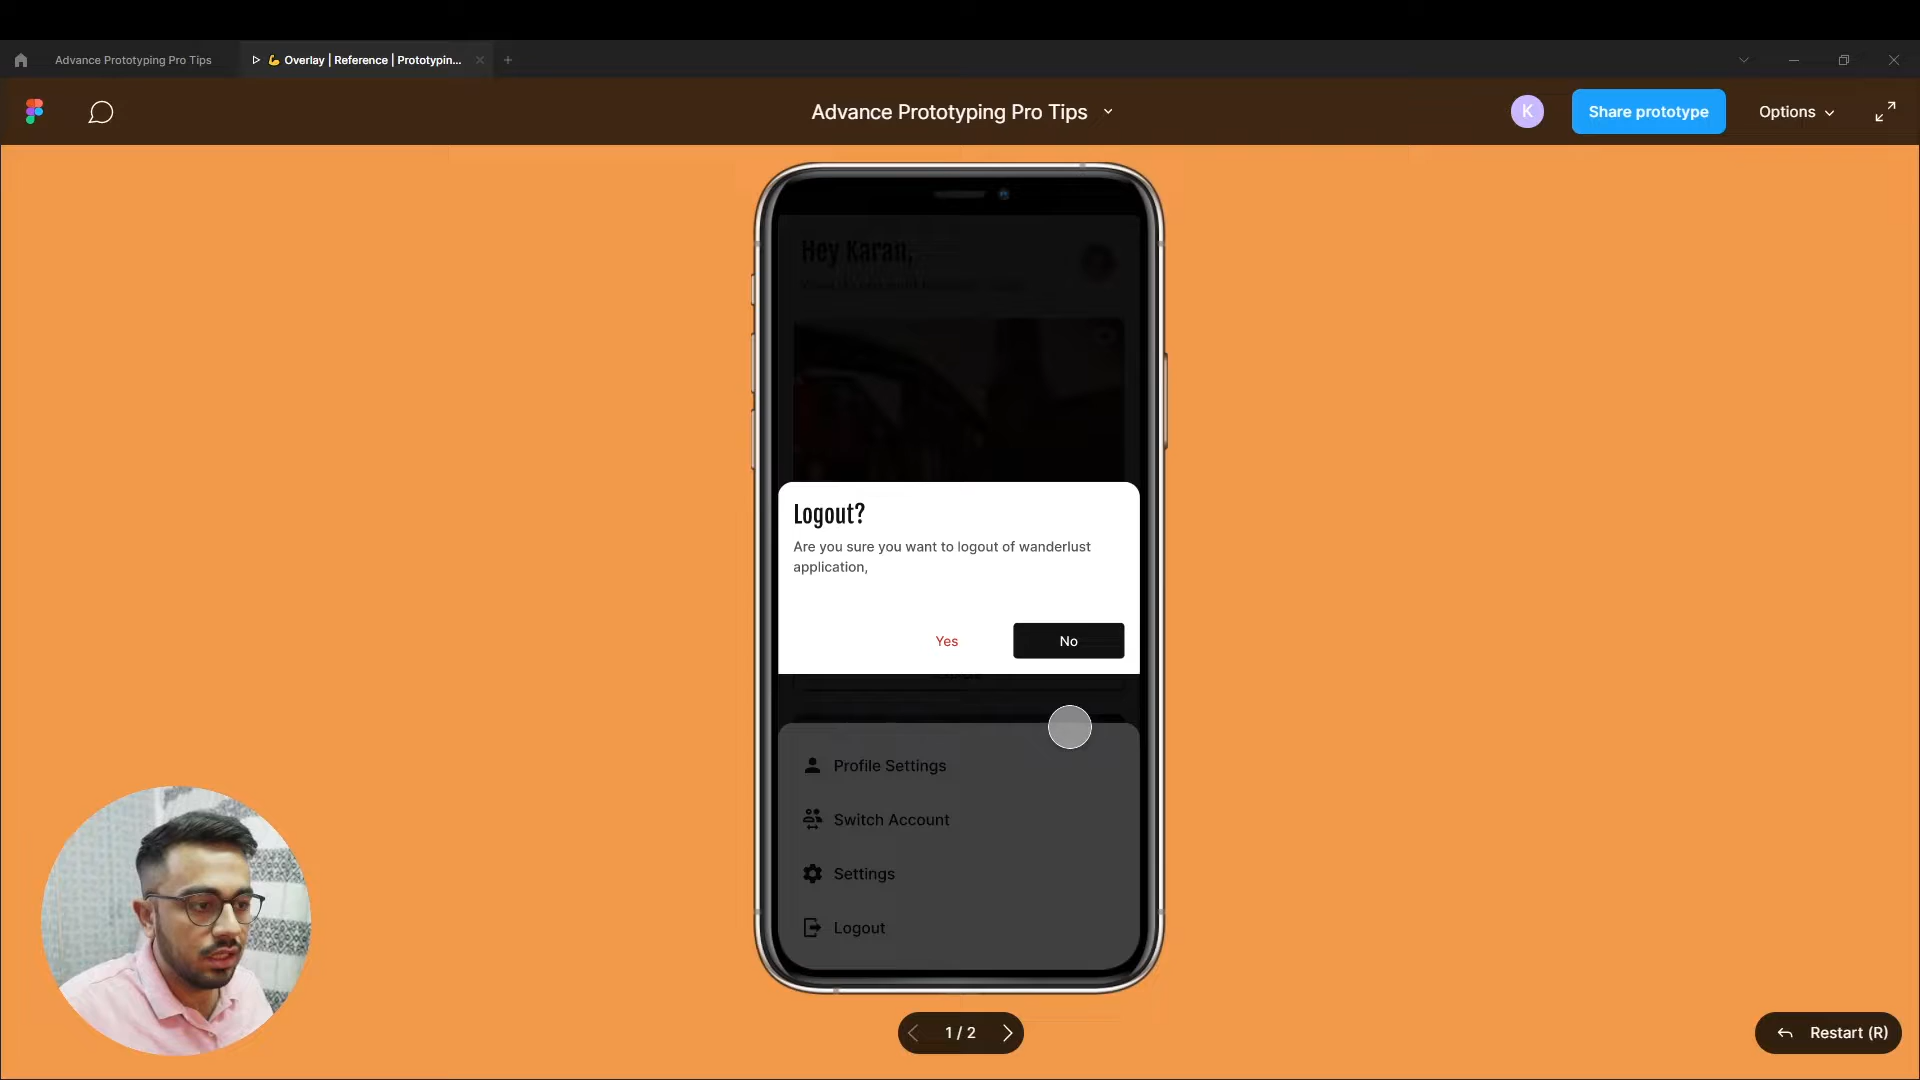 Advance Prototyping Pro Tips
💪 Overlay | Reference | Prototypin...
Advance Prototyping Pro Tips
K
Share prototype
Options
Hey Karan,
Logout?
Are you sure you want to logout of wanderlust
application,
Yes
No
Profile Settings
Switch Account
Settings
Logout
1 / 2
Restart (R)